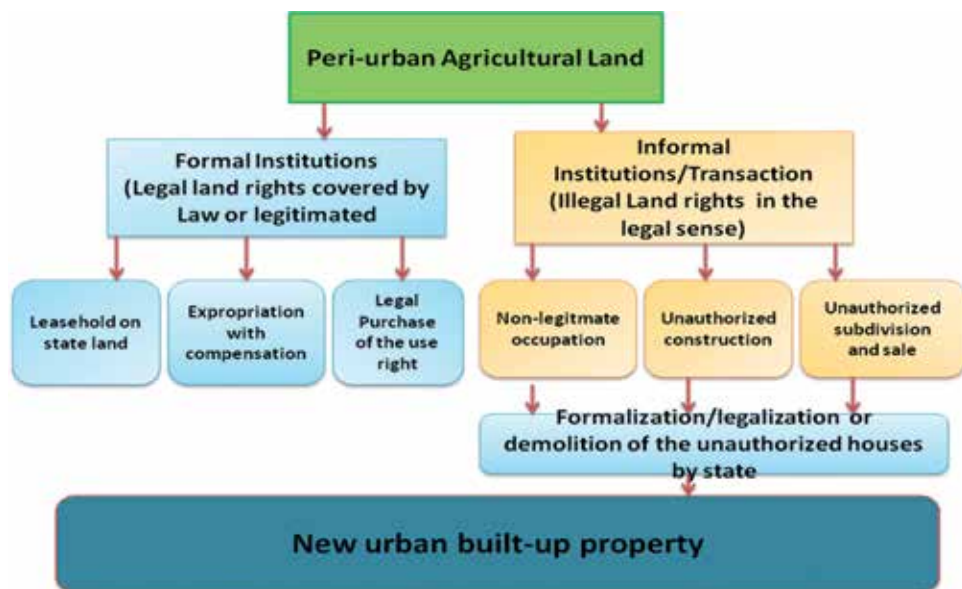 Peri-urban Agricultural Land
Formal Institutions
(Legal land rights covered by
Law or legitimated
Informal
Institutions/Transaction
(Illegal Land rights in the
legal sense)
Leasehold on
state land
Expropriation
with
compensation
Legal
Purchase
of the use
right
Non-legitmate
occupation
Unauthorized
construction
Unauthorized
subdivision
and sale
Formalization/legalization or
demolition of the unauthorized houses
by state
New urban built-up property